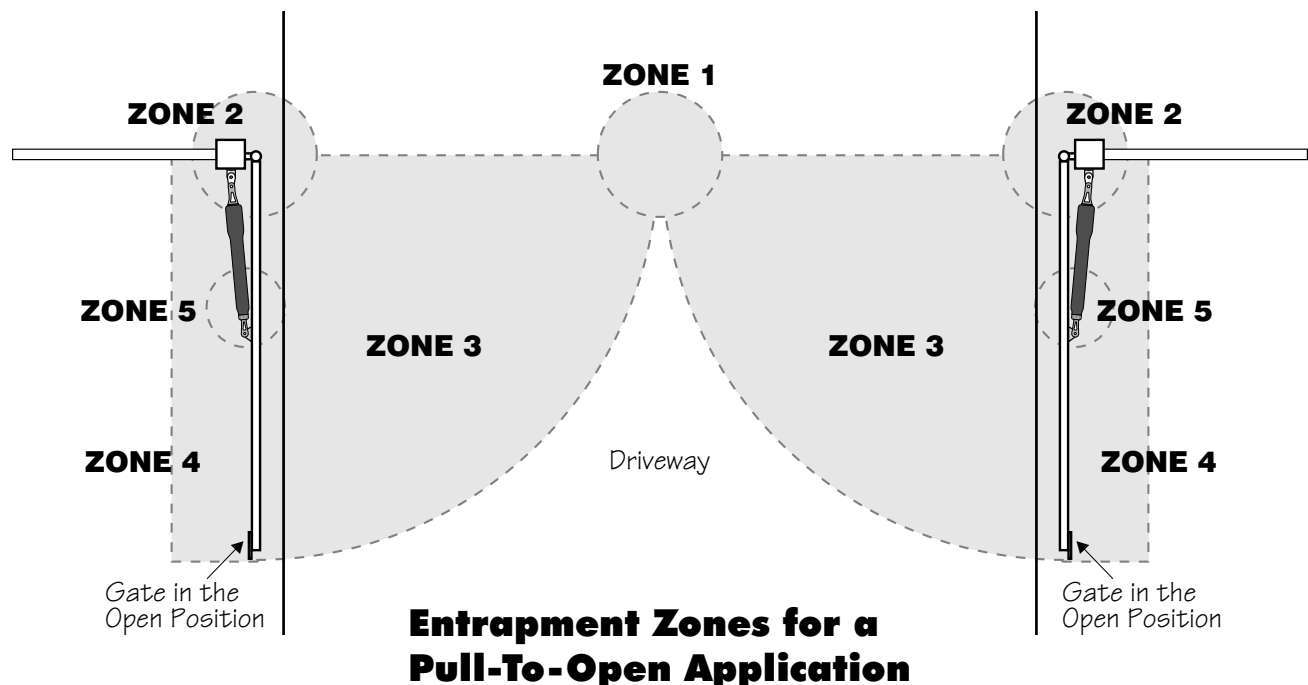 ZONE 1
ZONE 2
ZONE 2
ZONE 5
ZONE 5
ZONE 3
ZONE 3
ZONE 4
Driveway
ZONE 4
Gate in the
Open Position
Gate in the
Open Position
Entrapment Zones for a
Pull-To-Open Application